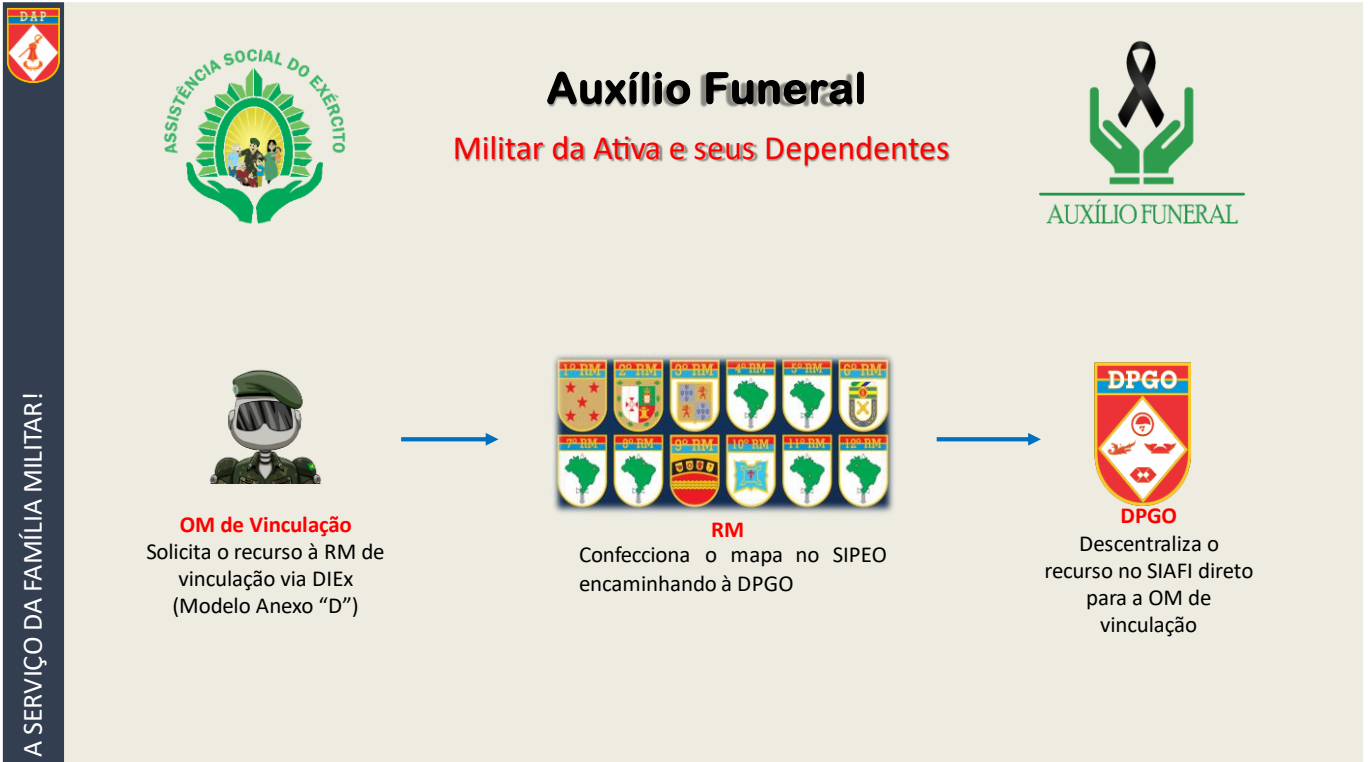 DAP
ASSISTÊNCIA SOCIAL DO EXÉRCITO
Auxílio Funeral
Militar da Ativa e seus Dependentes
AUXÍLIO FUNERAL
A SERVIÇO DA FAMÍLIA MILITAR!
OM de Vinculação
Solicita o recurso à RM de
vinculação via DIEx
(Modelo Anexo “D”)
1ª RM 2ª RM 3ª RM 4ª RM 5ª RM 6ª RM
7ª RM 8ª RM 9ª RM 10ª RM 11ª RM 12ª RM
RM
Confecciona o mapa no SIPEO
encaminhando à DPGO
DPGO
DPGO
Descentraliza o
recurso no SIAFI direto
para a OM de
vinculação